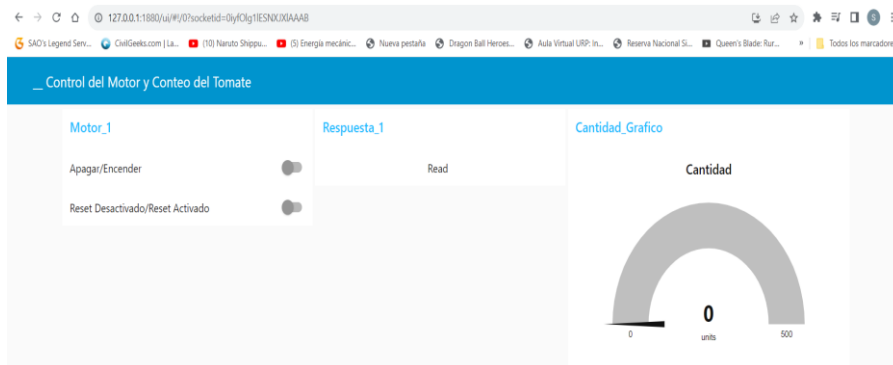 127.0.0.1:1880/ui/#!/0?socketid=0iyfOlg1lESNXJXIAAAB
SAO's Legend Serv... CivilGeeks.com | La... (10) Naruto Shippu... (5) Energía mecánic... Nueva pestaña Dragon Ball Heroes... Aula Virtual URP: In... Reserva Nacional Si... Queen's Blade: Rur... » Todos los marcadore
__ Control del Motor y Conteo del Tomate
Motor_1
Apagar/Encender
Reset Desactivado/Reset Activado
Respuesta_1
Read
Cantidad_Grafico
Cantidad
0
units
0
500